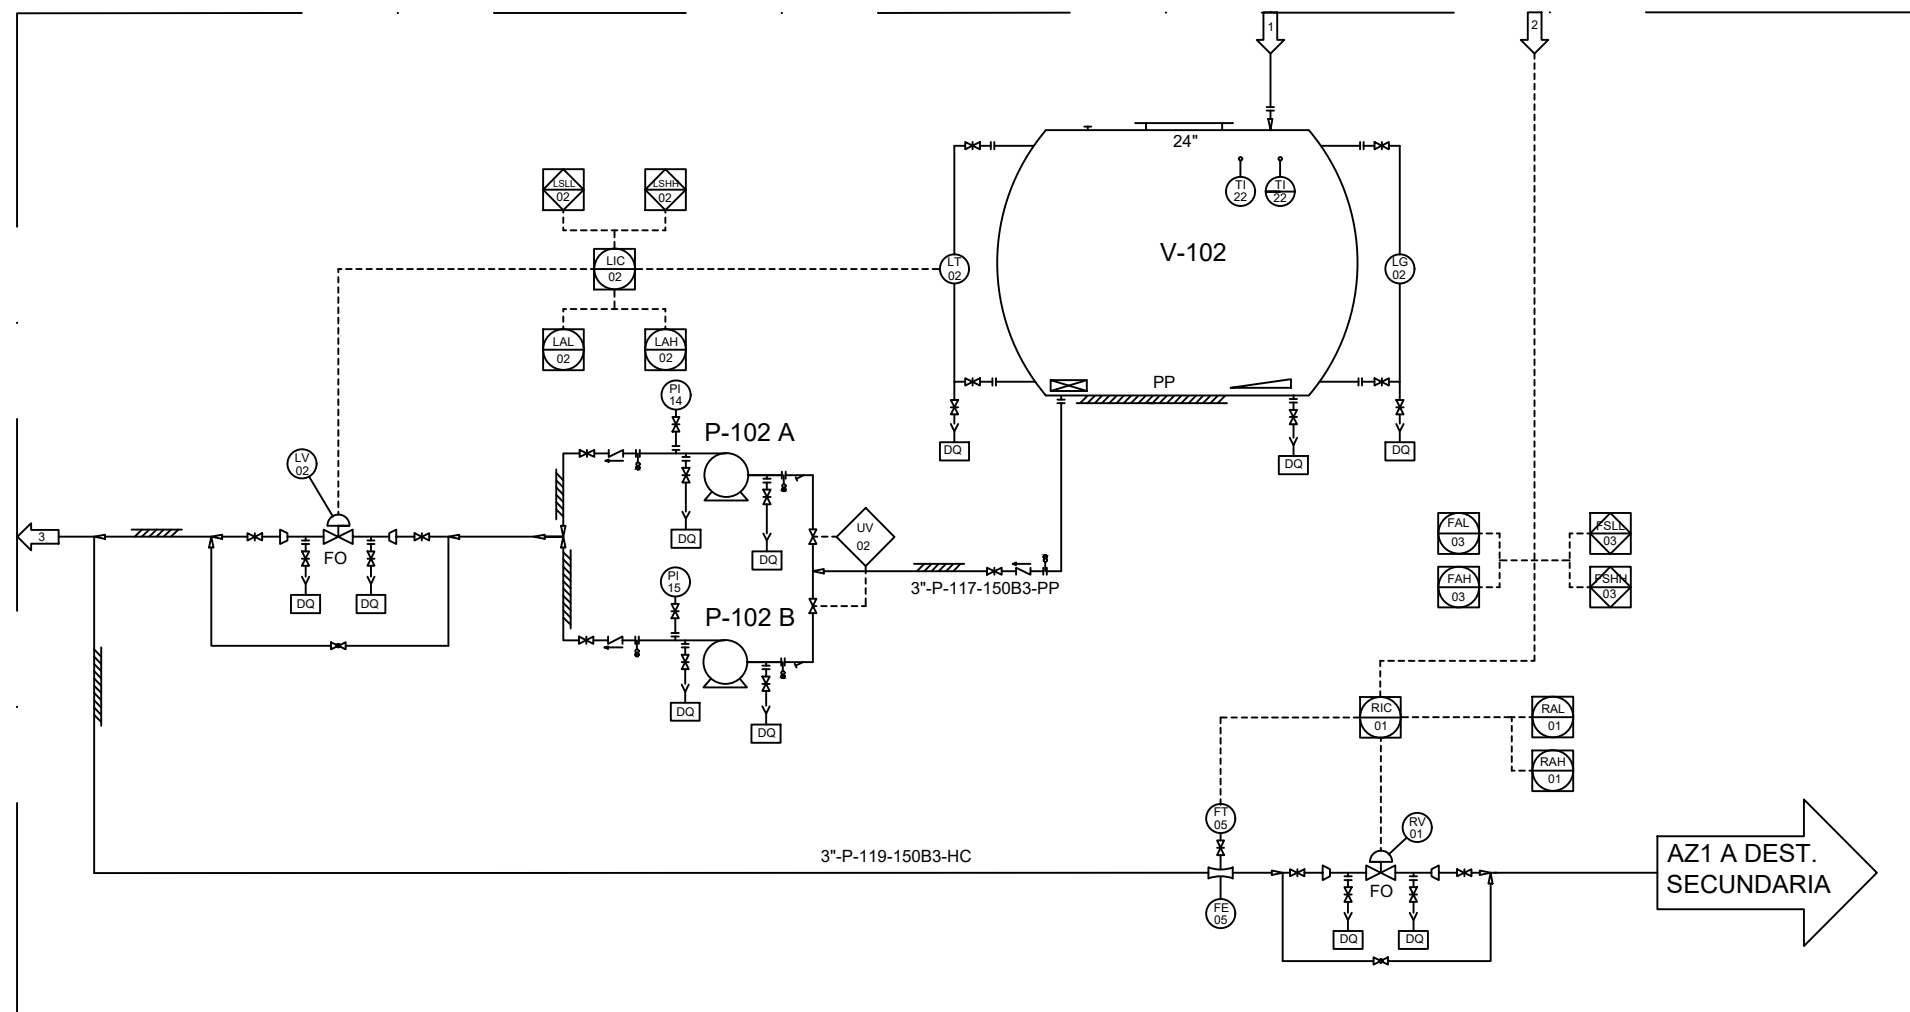 1
2
24"
TI
22
TI
22
LSLL
02
LSHH
02
V-102
LIC
02
LT
02
LG
02
LAL
02
LAH
02
PP
PI
14
P-102 A
DQ
DQ
DQ
LV
02
FO
3
DQ
DQ
DQ
DQ
UV
02
PI
15
3"-P-117-150B3-PP
P-102 B
DQ
DQ
FAL
03
FSLL
03
FAH
03
FSHH
03
RIC
01
RAL
01
RAH
01
FT
05
RV
01
3"-P-119-150B3-HC
FO
FE
05
DQ
DQ
AZ1 A DEST.
SECUNDARIA